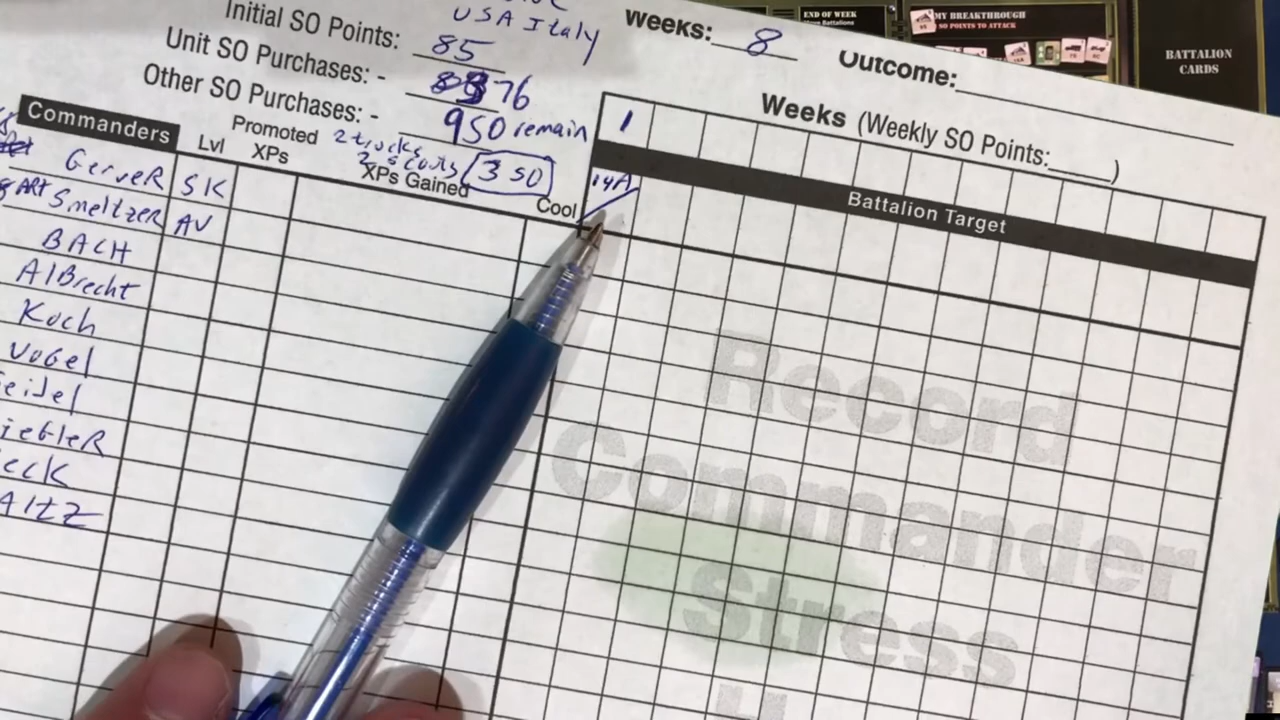 USA Italy
Initial SO Points: 85
Unit SO Purchases: - 76
Other SO Purchases: - 950 remain
2 trucks
2 scouts 350
Weeks: 8
Outcome:
Weeks (Weekly SO Points: )
1
Battalion Target
14A
Commanders Lvl Promoted XPs XPs Gained Cool
Gerver SK
Smeltzer AV
BACH
AlBrecht
Koch
Vogel
Record
Commander
Stress
END OF WEEK
MY BREAKTHROUGH
SO POINTS TO ATTACK
BATTALION
CARDS